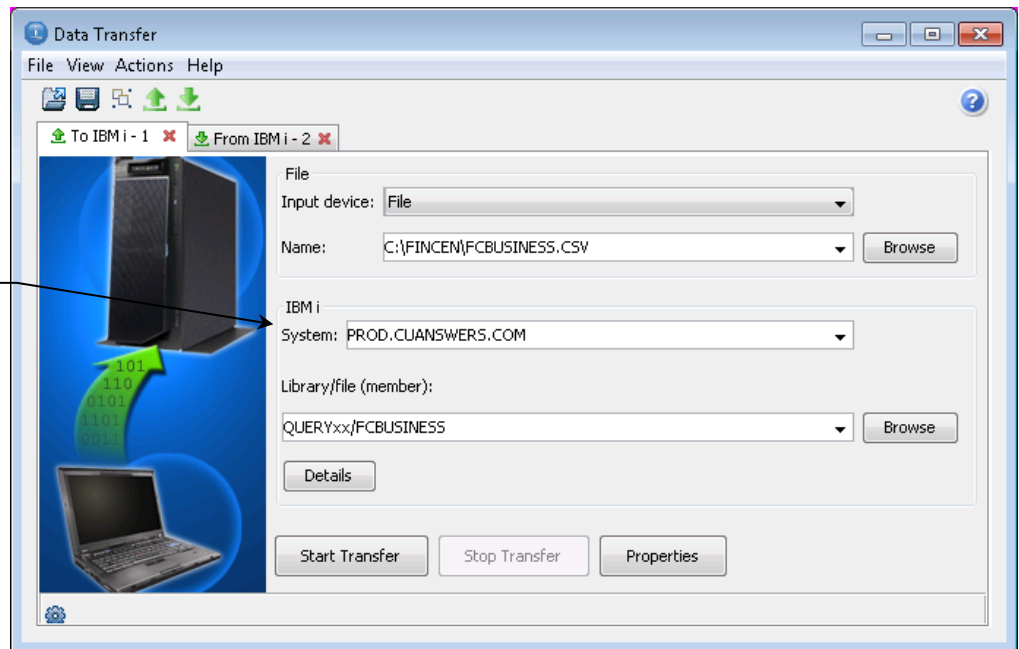 Data Transfer
File View Actions Help
To IBM i - 1 From IBM i - 2
File
Input device: File
Name: C:\FINCEN\FCBUSINESS.CSV Browse
IBM i
System: PROD.CUANSWERS.COM
Library/file (member):
QUERYxx/FCBUSINESS Browse
Details
Start Transfer Stop Transfer Properties
101
110
0101
1101
0011